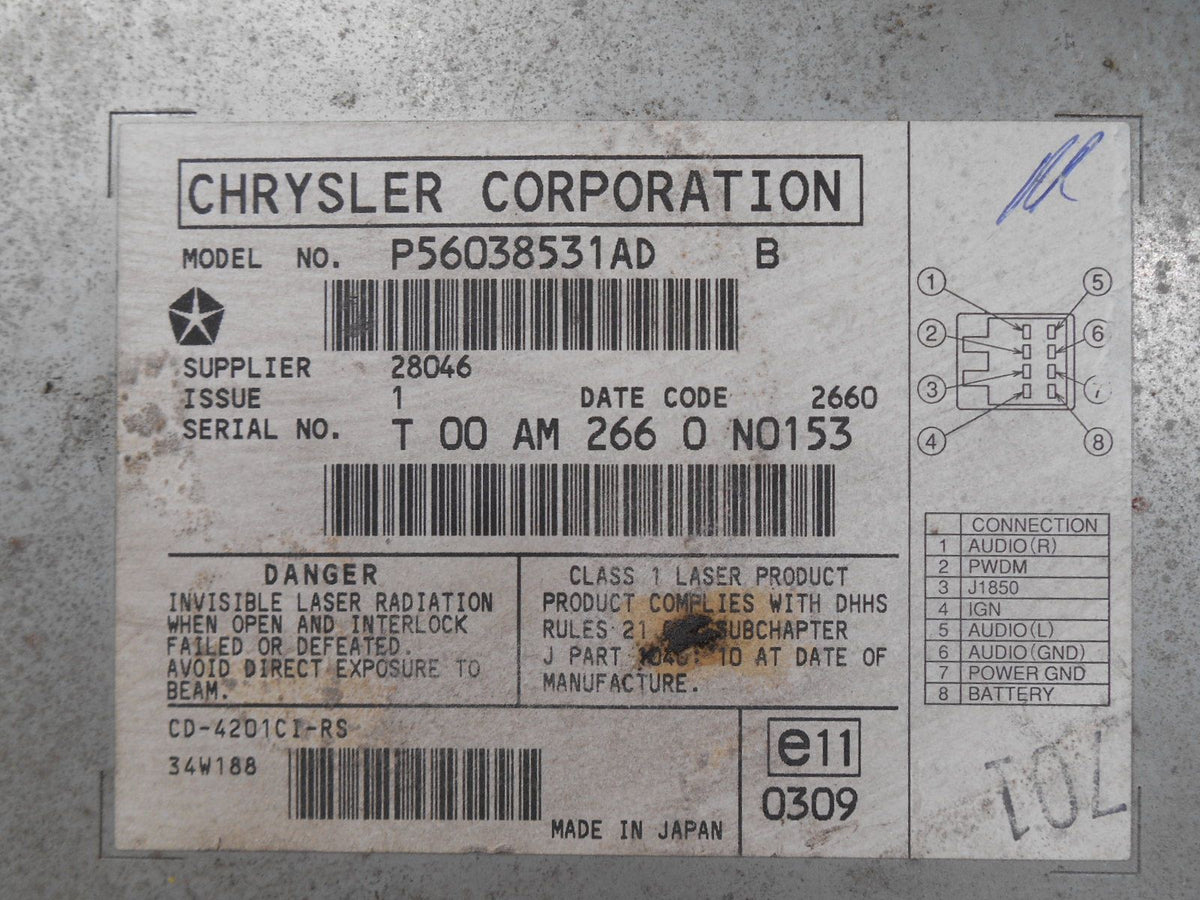 CHRYSLER CORPORATION
MODEL NO. P56038531AD B
SUPPLIER 28046
ISSUE 1 DATE CODE 2660
SERIAL NO. T 00 AM 266 0 N0153
DANGER
INVISIBLE LASER RADIATION
WHEN OPEN AND INTERLOCK
FAILED OR DEFEATED.
AVOID DIRECT EXPOSURE TO
BEAM.
CLASS 1 LASER PRODUCT
PRODUCT COMPLIES WITH DHHS
RULES 21 SUBCHAPTER
J PART 10 AT DATE OF
MANUFACTURE.
CD-4201CI-RS
34W188
MADE IN JAPAN
e11
0309
1 5
2 6
3 7
4 8
CONNECTION
1 AUDIO(R)
2 PWDM
3 J1850
4 IGN
5 AUDIO(L)
6 AUDIO(GND)
7 POWER GND
8 BATTERY
701